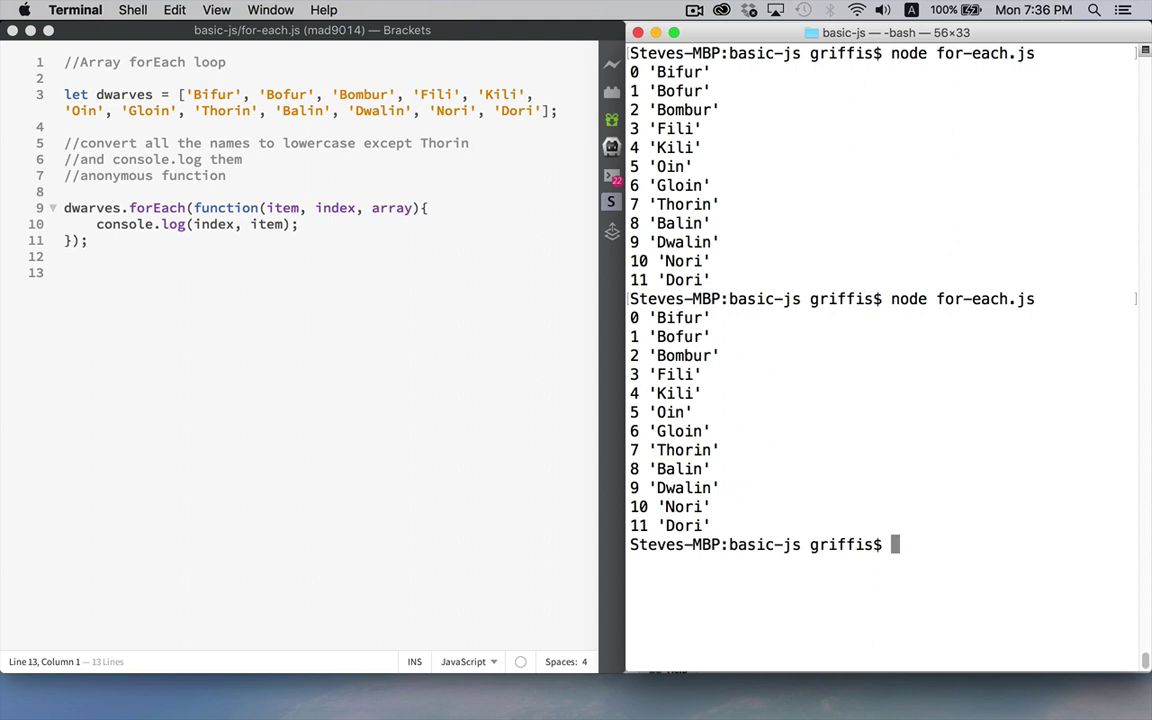 Terminal Shell Edit View Window Help 100% Mon 7:36 PM
basic-js/for-each.js (mad9014) — Brackets
1 //Array forEach loop
2
3 let dwarves = ['Bifur', 'Bofur', 'Bombur', 'Fili', 'Kili',
'Oin', 'Gloin', 'Thorin', 'Balin', 'Dwalin', 'Nori', 'Dori'];
4
5 //convert all the names to lowercase except Thorin
6 //and console.log them
7 //anonymous function
8
9 dwarves.forEach(function(item, index, array){
10 console.log(index, item);
11 });
12
13
Line 13, Column 1 — 13 Lines
INS JavaScript Spaces: 4
22
S
basic-js — -bash — 56×33
Steves-MBP:basic-js griffis$ node for-each.js
0 'Bifur'
1 'Bofur'
2 'Bombur'
3 'Fili'
4 'Kili'
5 'Oin'
6 'Gloin'
7 'Thorin'
8 'Balin'
9 'Dwalin'
10 'Nori'
11 'Dori'
Steves-MBP:basic-js griffis$ node for-each.js
0 'Bifur'
1 'Bofur'
2 'Bombur'
3 'Fili'
4 'Kili'
5 'Oin'
6 'Gloin'
7 'Thorin'
8 'Balin'
9 'Dwalin'
10 'Nori'
11 'Dori'
Steves-MBP:basic-js griffis$